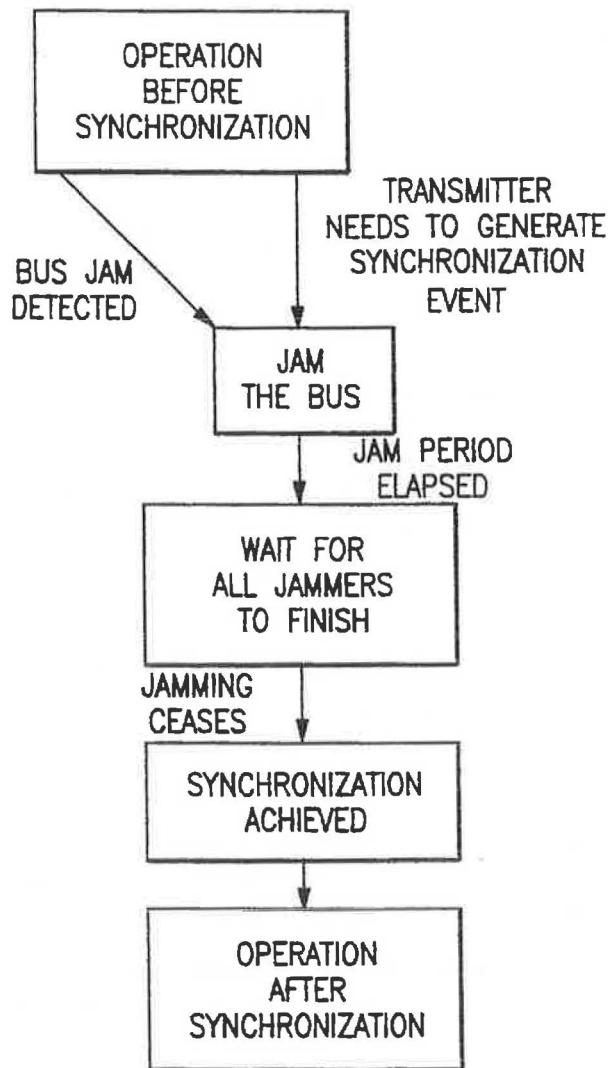 OPERATION
BEFORE
SYNCHRONIZATION
BUS JAM
DETECTED
TRANSMITTER
NEEDS TO GENERATE
SYNCHRONIZATION
EVENT
JAM
THE BUS
JAM PERIOD
ELAPSED
WAIT FOR
ALL JAMMERS
TO FINISH
JAMMING
CEASES
SYNCHRONIZATION
ACHIEVED
OPERATION
AFTER
SYNCHRONIZATION